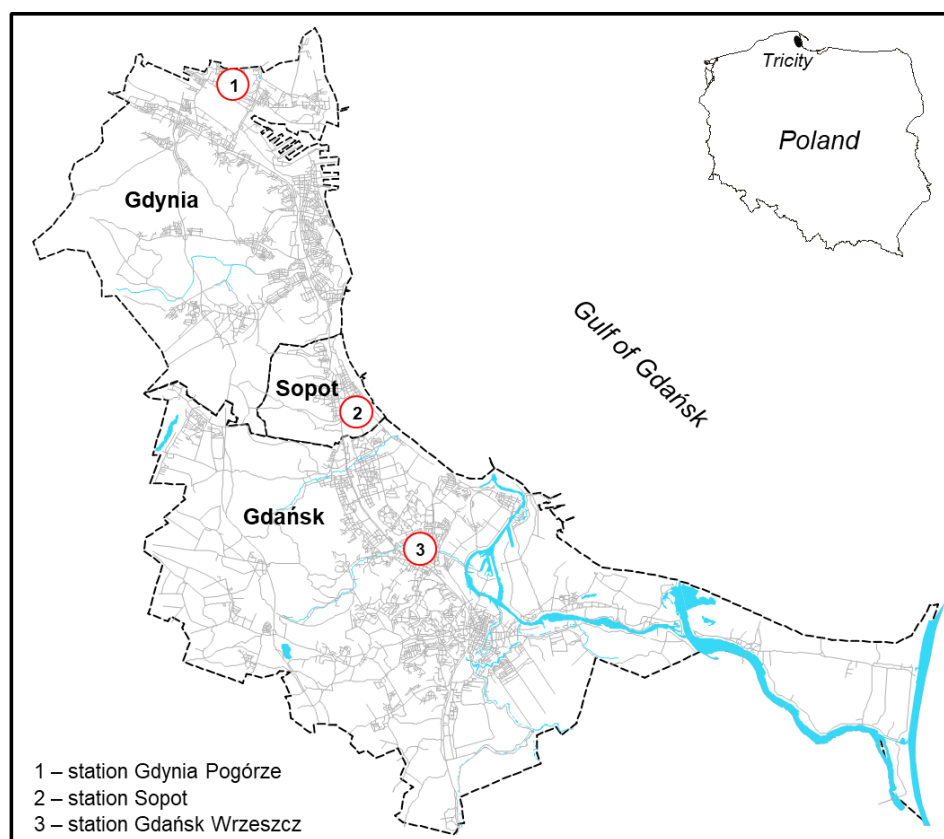 1
Tricity
Poland
Gdynia
Gulf of Gdańsk
Sopot
2
Gdańsk
3
1 – station Gdynia Pogórze
2 – station Sopot
3 – station Gdańsk Wrzeszcz